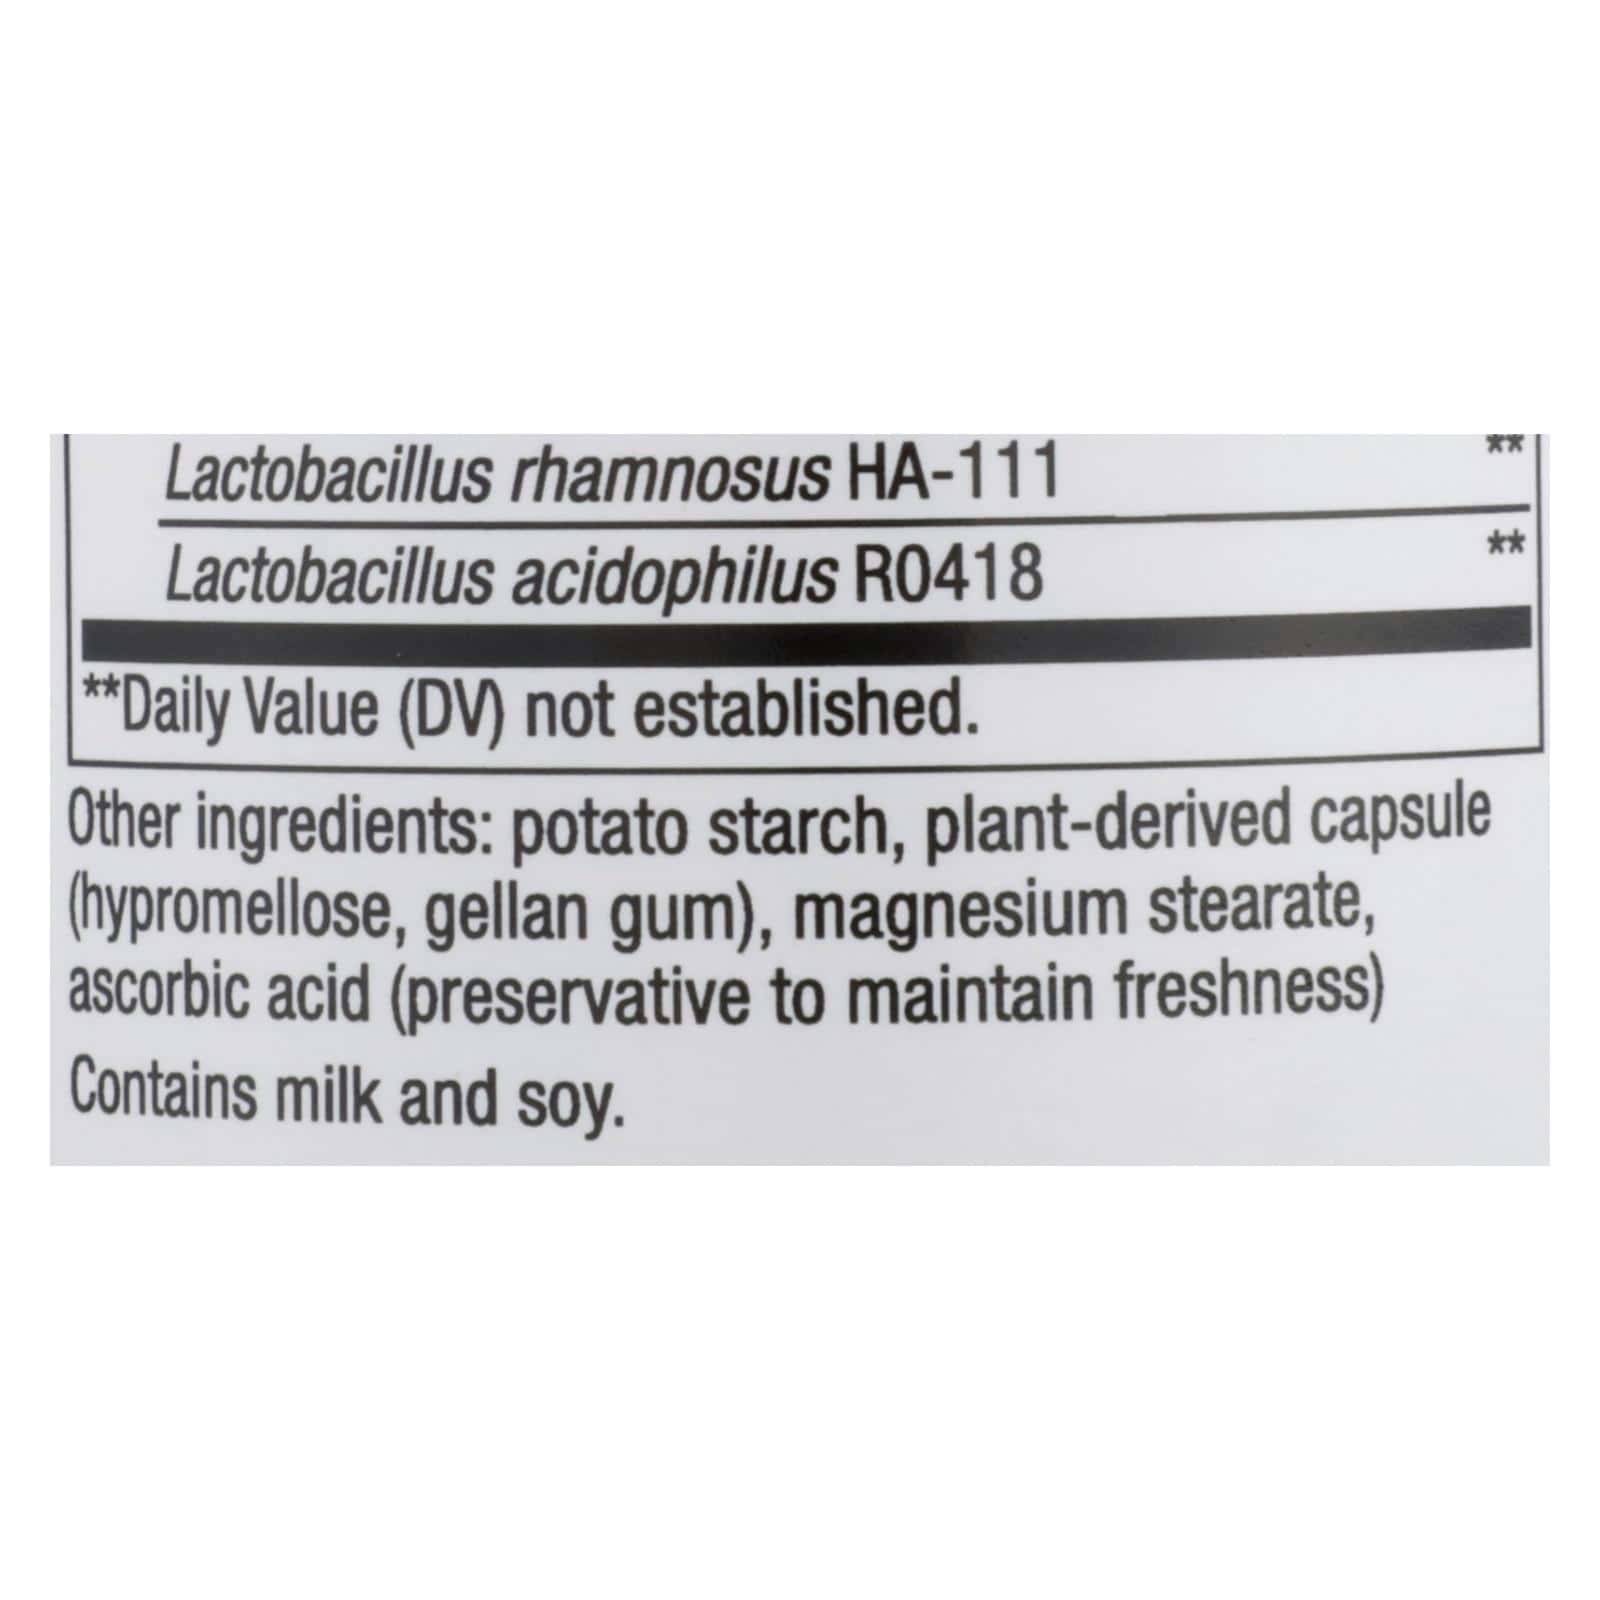 Lactobacillus rhamnosus HA-111 **
Lactobacillus acidophilus R0418 **
**Daily Value (DV) not established.
Other ingredients: potato starch, plant-derived capsule
(hypromellose, gellan gum), magnesium stearate,
ascorbic acid (preservative to maintain freshness)
Contains milk and soy.